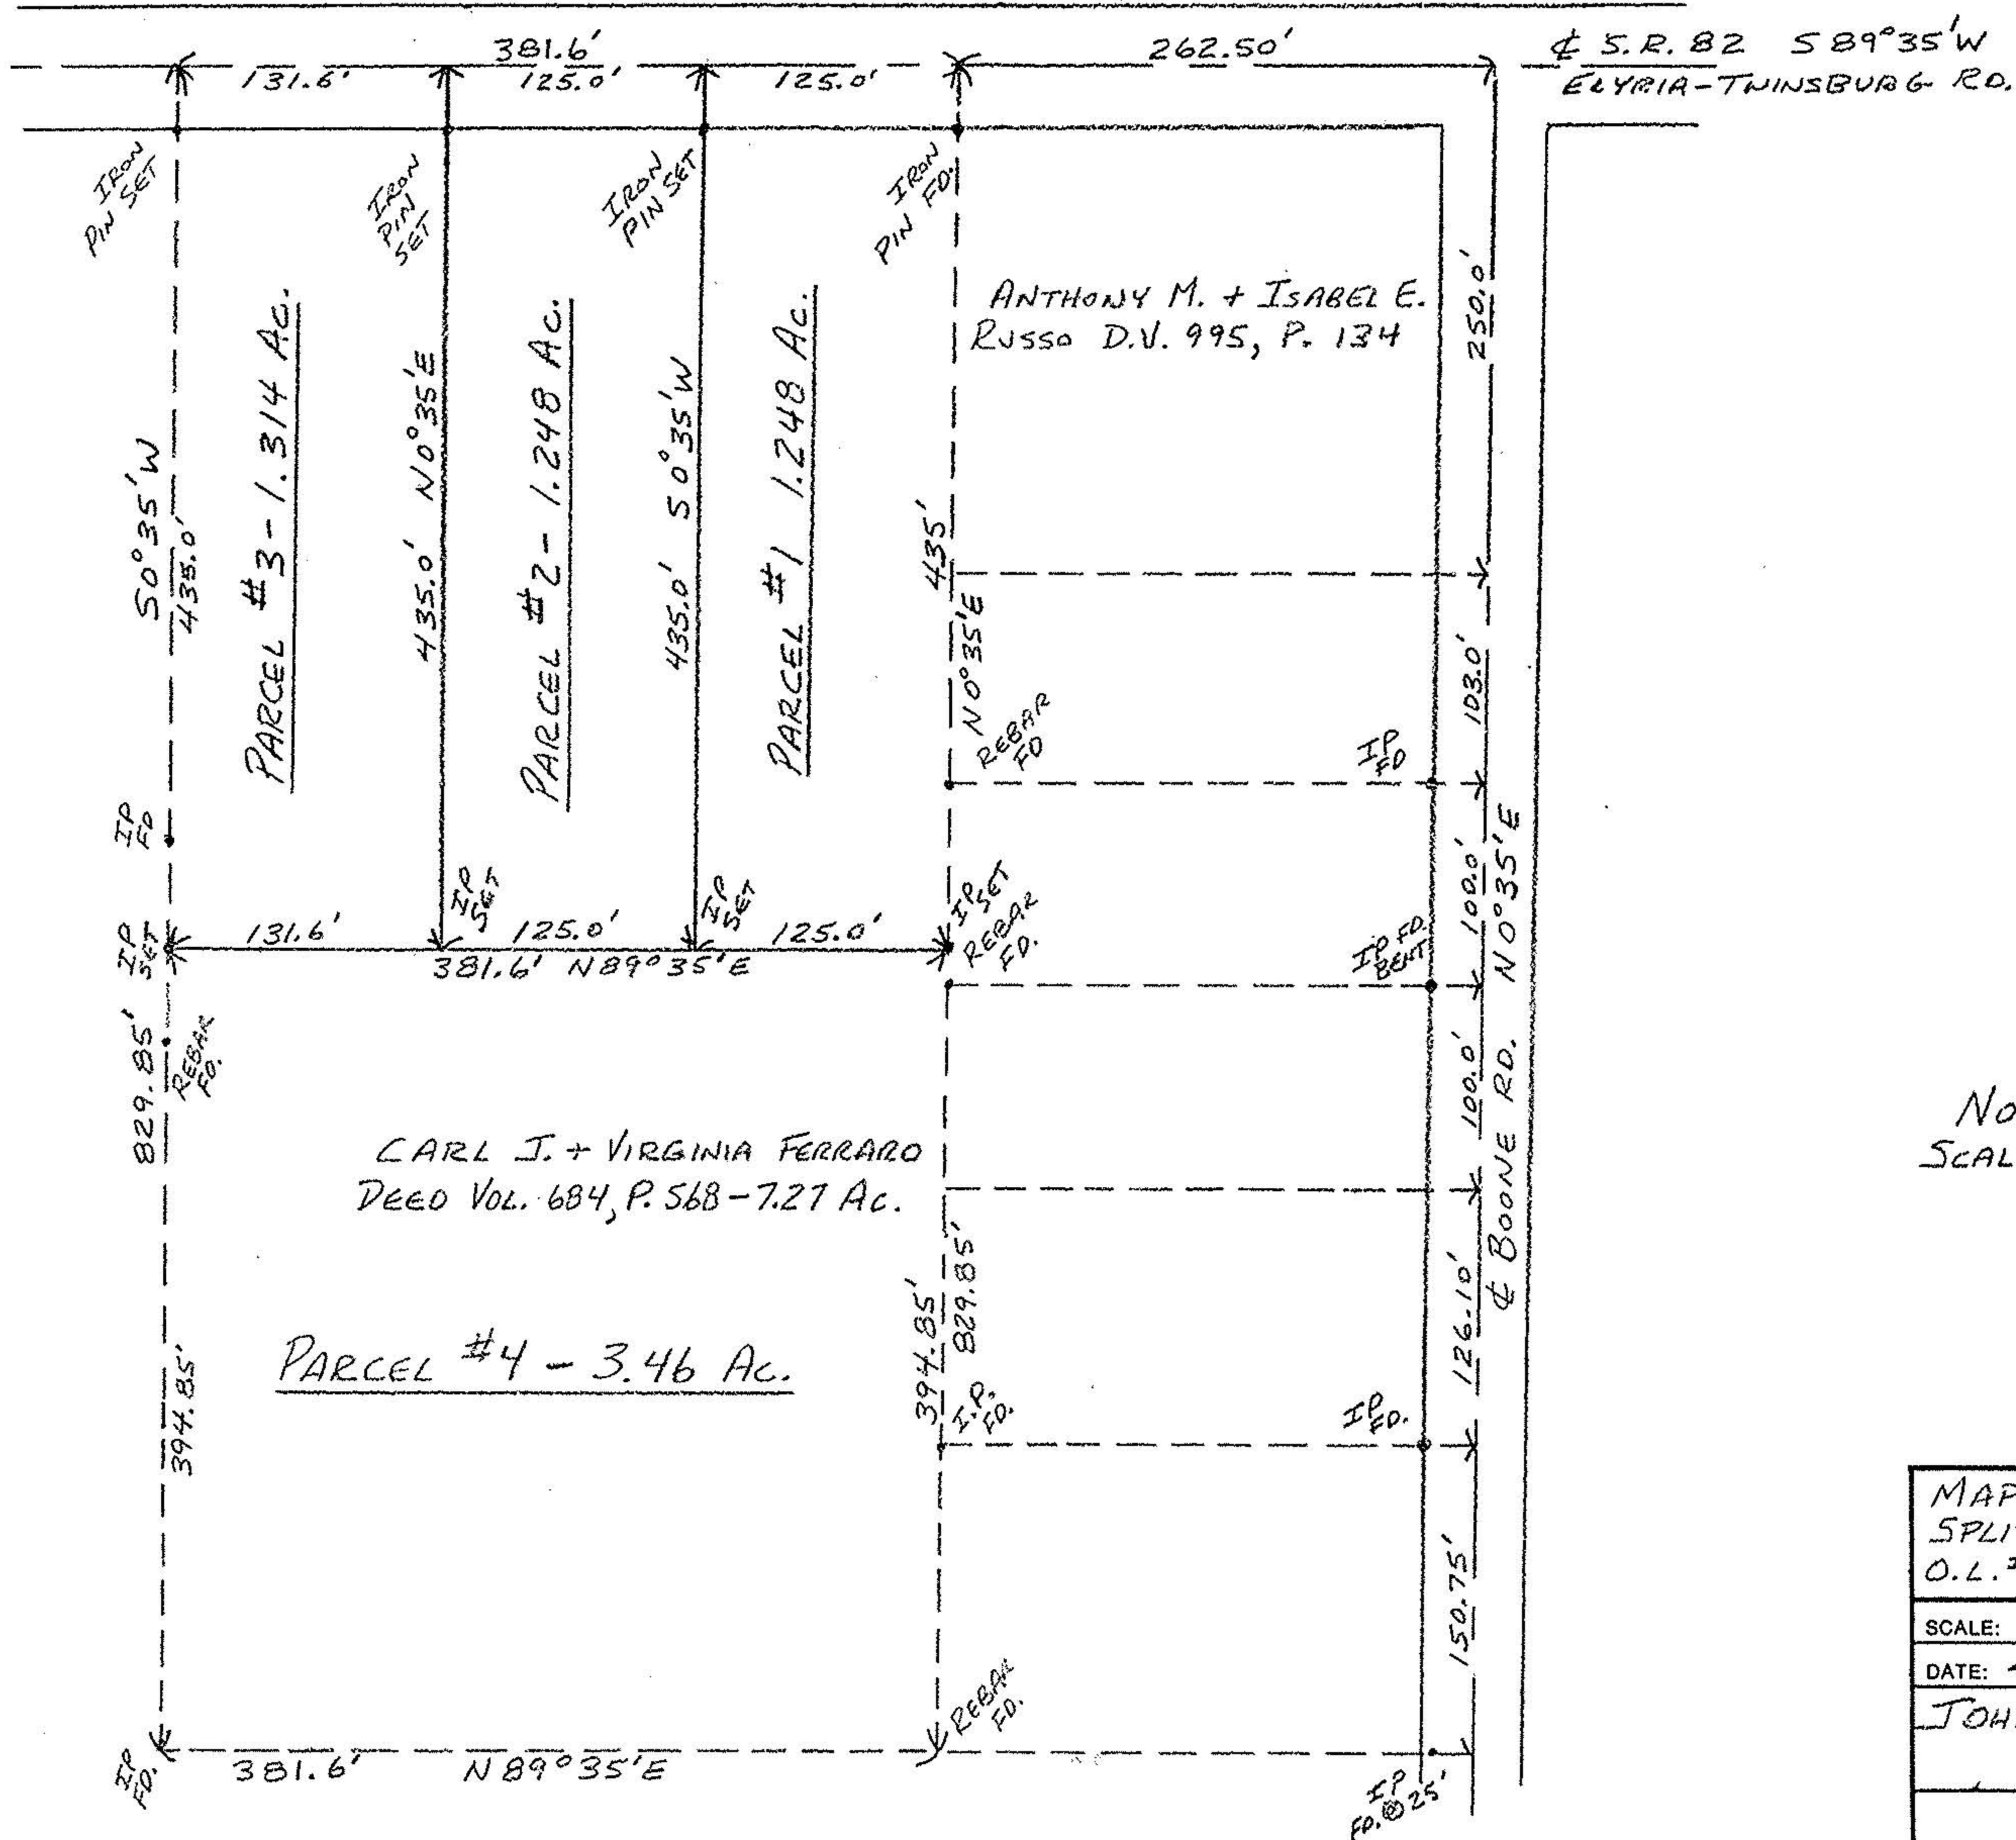 381.6'
262.50'
₵ S.R. 82 S89°35'W
131.6' 125.0' 125.0'
ELYRIA-TWINSBURG RD.
IRON
PIN SET
IRON
PIN
SET
IRON
PIN SET
IRON
PIN FD.
ANTHONY M. + ISABEL E.
RUSSO D.V. 995, P. 134
250.0'
S0°35'W
435.0'
PARCEL #3 - 1.314 AC.
435.0' N0°35'E
PARCEL #2 - 1.248 AC.
435.0' S0°35'W
PARCEL #1 1.248 AC.
435'
N0°35'E
103.0'
REBAR
FD
IP
FD
IP
FD
100.0'
IP
SET
131.6'
IP
SET
125.0'
IP
SET
125.0'
IP SET
REBAR
FD.
381.6' N89°35'E
IP FD.
BENT
₵ BOONE RD. N0°35'E
829.85'
REBAR
FD.
100.0'
NO
SCAL
CARL J. + VIRGINIA FERRARO
DEED VOL. 684, P. 568-7.27 AC.
829.85'
394.85'
126.10'
PARCEL #4 - 3.46 AC.
394.85'
I.P.
FD.
IP
FD.
150.75'
MAP
SPLI
O.L.
SCALE:
DATE:
JOH
REBAR
FD.
IP
FD.
381.6' N89°35'E
IP
FD. @ 25'